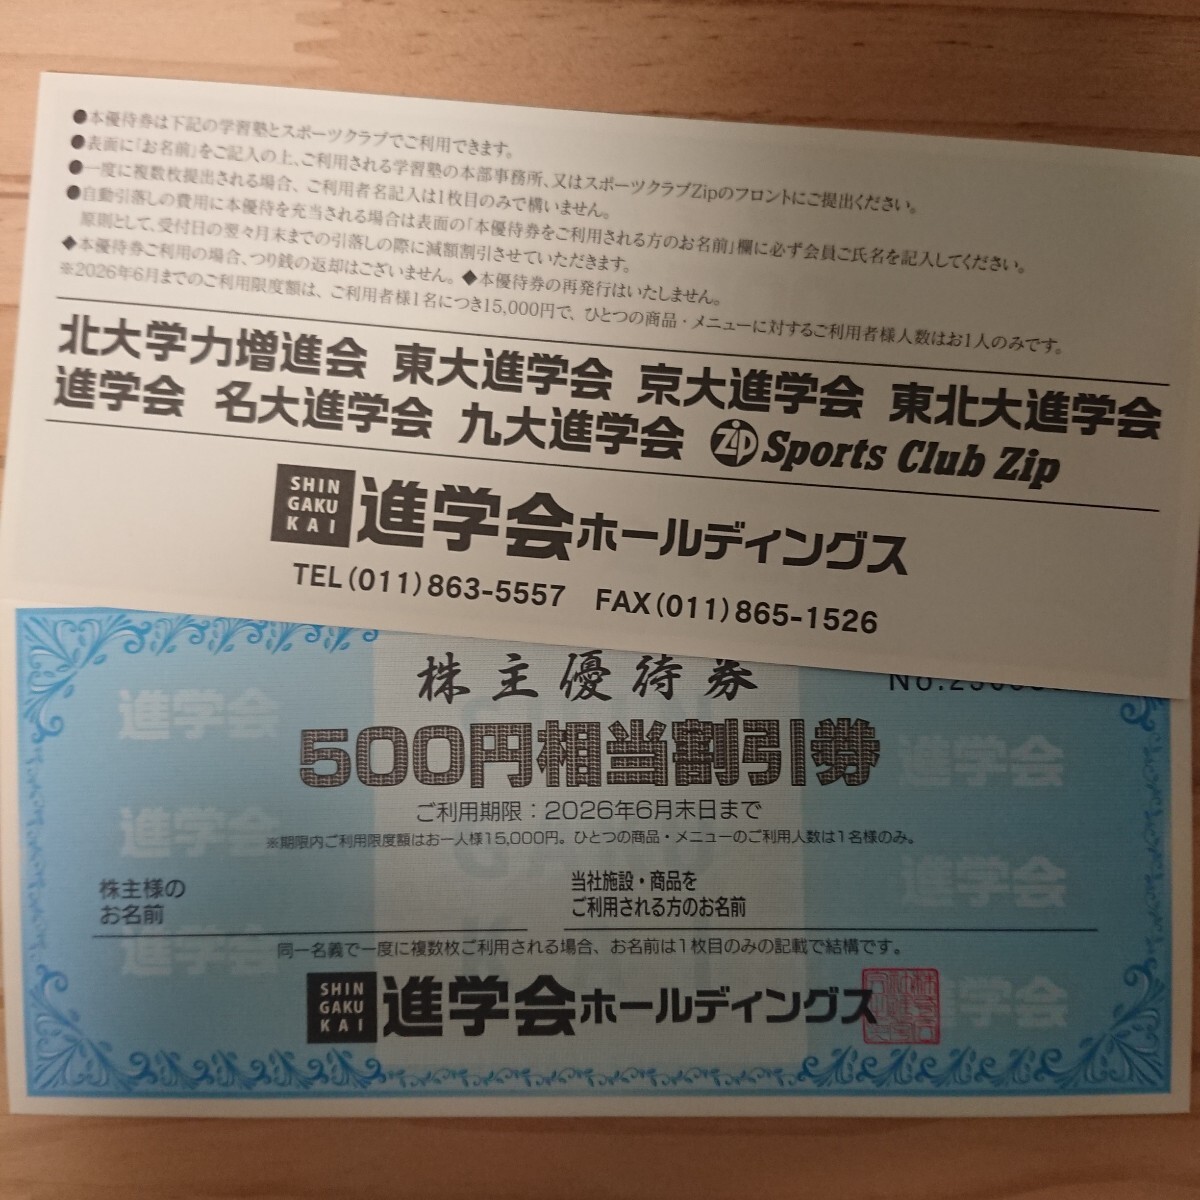 ●本優待券は下記の学習塾とスポーツクラブでご利用できます。
●表面に「お名前」をご記入の上、ご利用される学習塾の本部事務所、又はスポーツクラブZipのフロントにご提出ください。
●一度に複数枚提出される場合、ご利用者名記入は1枚目のみで構いません。
●自動引落しの費用に本優待を充当される場合は表面の「本優待券をご利用される方のお名前」欄に必ず会員ご氏名を記入してください。
原則として、受付日の翌々月末までの引落しの際に減額割引させていただきます。
◆本優待券ご利用の場合、つり銭の返却はございません。◆本優待券の再発行はいたしません。
※2026年6月までのご利用限度額は、ご利用者様1名につき15,000円で、ひとつの商品・メニューに対するご利用者様人数はお1人のみです。
北大学力増進会 東大進学会 京大進学会 東北大進学会
進学会 名大進学会 九大進学会 Zip Sports Club Zip
SHIN
GAKU
KAI
進学会ホールディングス
TEL(011)863-5557 FAX(011)865-1526
株主優待券
進学会
500円相当割引券
進学会
ご利用期限：2026年6月末日まで
進学会
※期限内ご利用限度額はお一人様15,000円。ひとつの商品・メニューのご利用人数は1名様のみ。
進学会
株主様の
お名前
当社施設・商品を
ご利用される方のお名前
進学会
同一名義で一度に複数枚ご利用される場合、お名前は1枚目のみの記載で結構です。
SHIN
GAKU
KAI
進学会ホールディングス
進学会